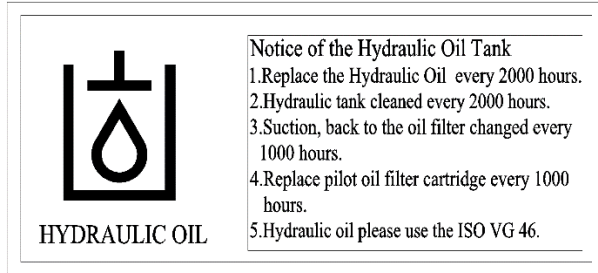 Notice of the Hydraulic Oil Tank
1.Replace the Hydraulic Oil every 2000 hours.
2.Hydraulic tank cleaned every 2000 hours.
3.Suction, back to the oil filter changed every
1000 hours.
4.Replace pilot oil filter cartridge every 1000
hours.
5.Hydraulic oil please use the ISO VG 46.
HYDRAULIC OIL